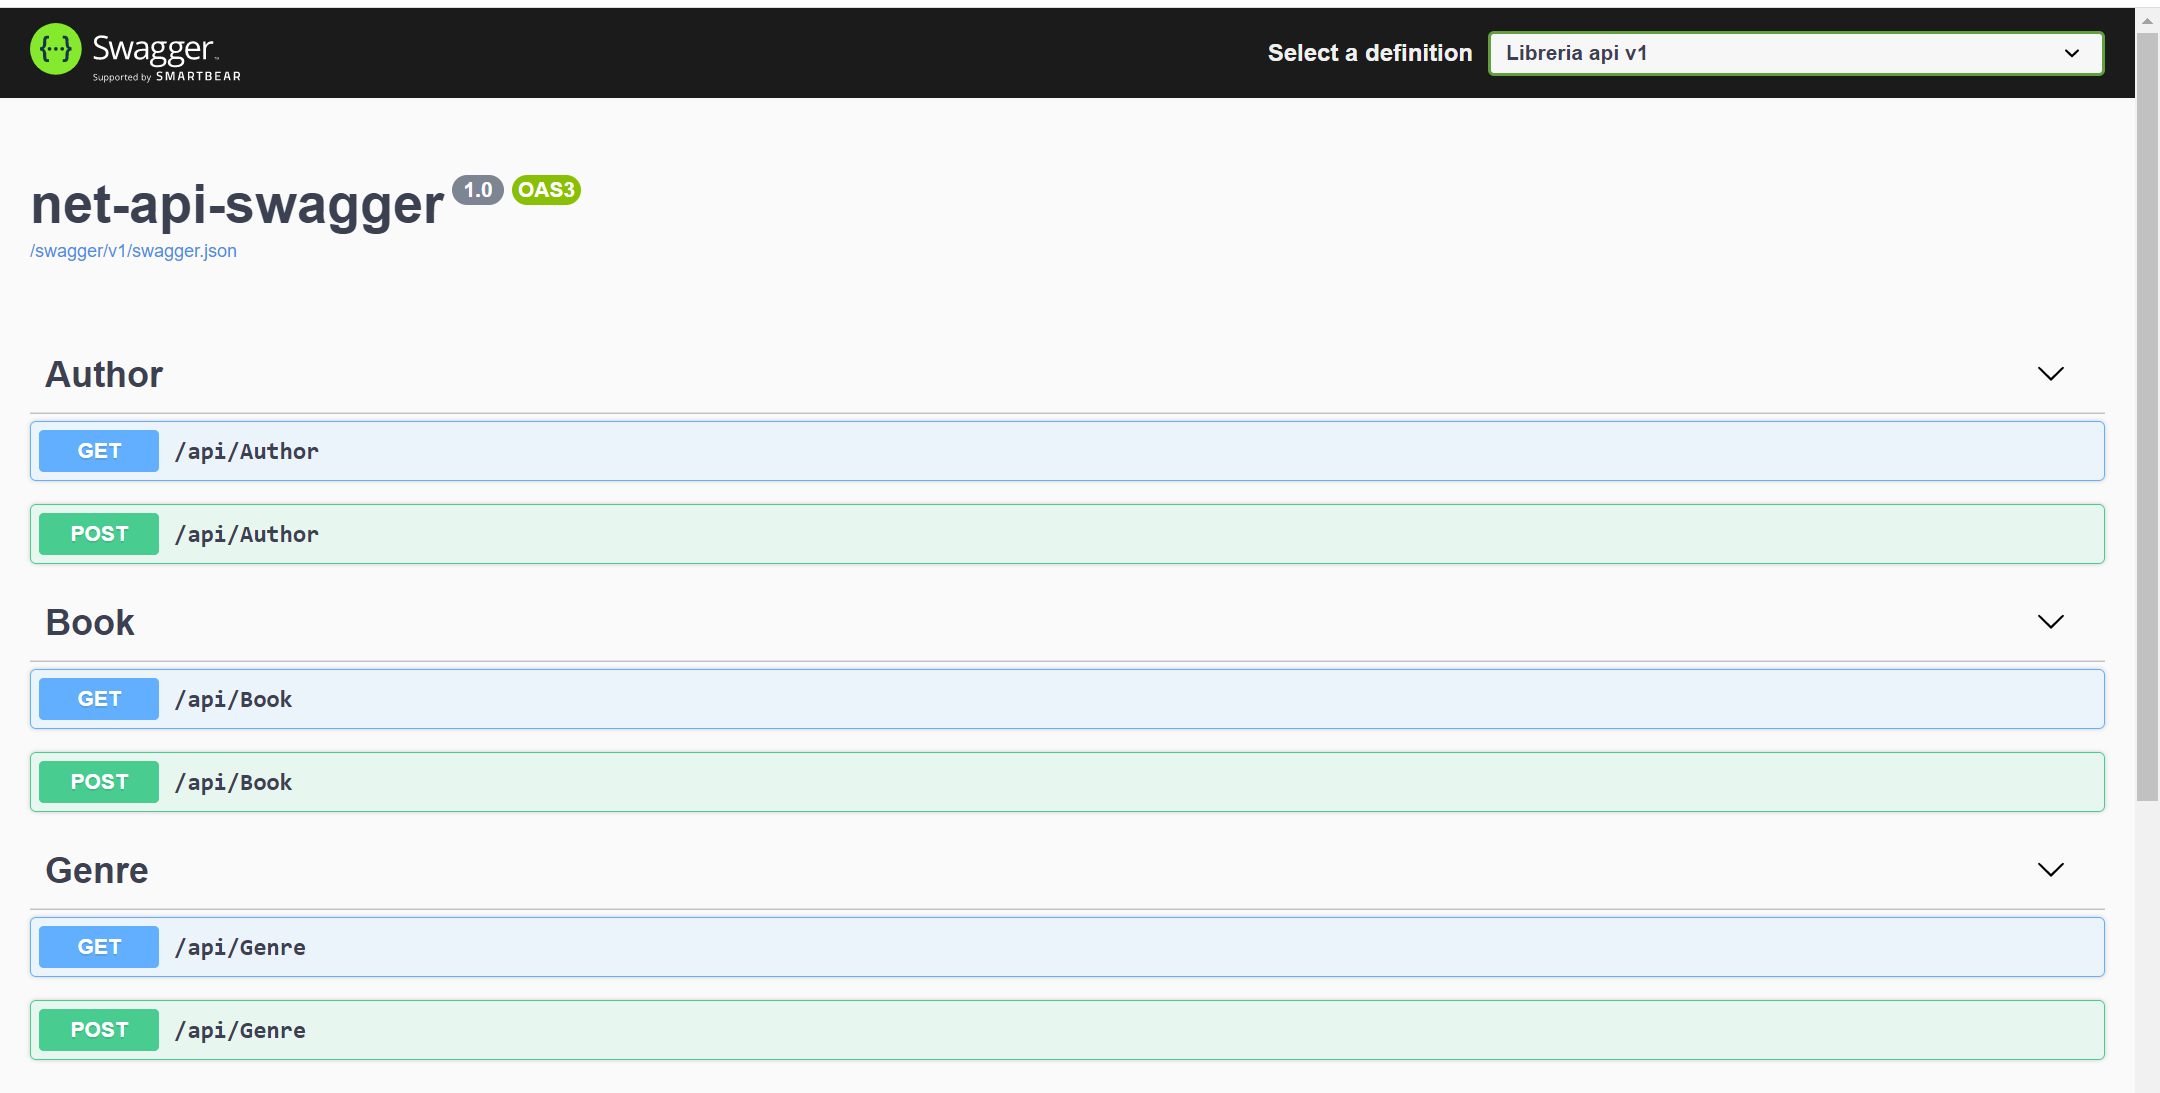 {···} Swagger™
Supported by SMARTBEAR
Select a definition
Libreria api v1
net-api-swagger 1.0 OAS3
/swagger/v1/swagger.json
Author
GET /api/Author
POST /api/Author
Book
GET /api/Book
POST /api/Book
Genre
GET /api/Genre
POST /api/Genre